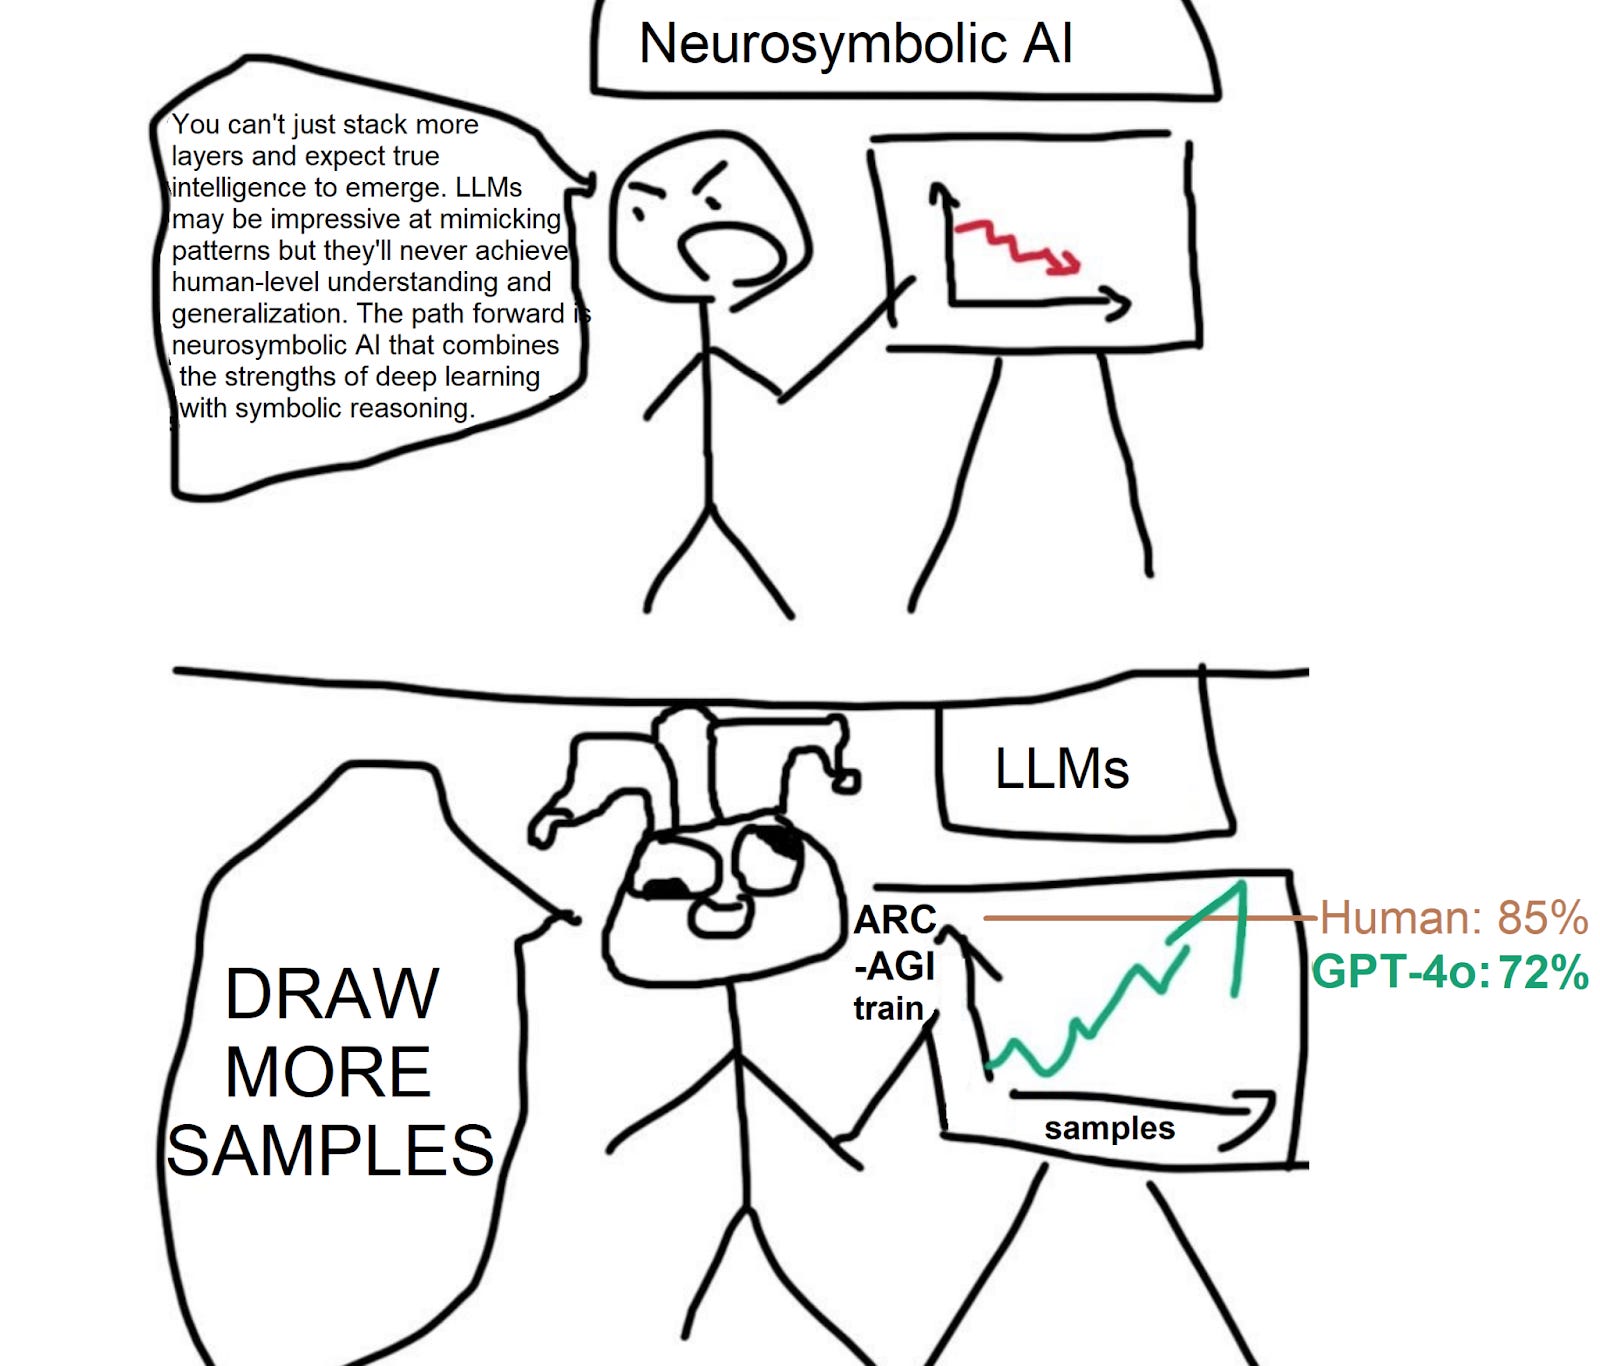 Neurosymbolic AI
You can't just stack more
layers and expect true
intelligence to emerge. LLMs
may be impressive at mimicking
patterns but they'll never achieve
human-level understanding and
generalization. The path forward is
neurosymbolic AI that combines
the strengths of deep learning
with symbolic reasoning.
LLMs
DRAW
MORE
SAMPLES
ARC
-AGI
train
Human: 85%
GPT-4o: 72%
samples